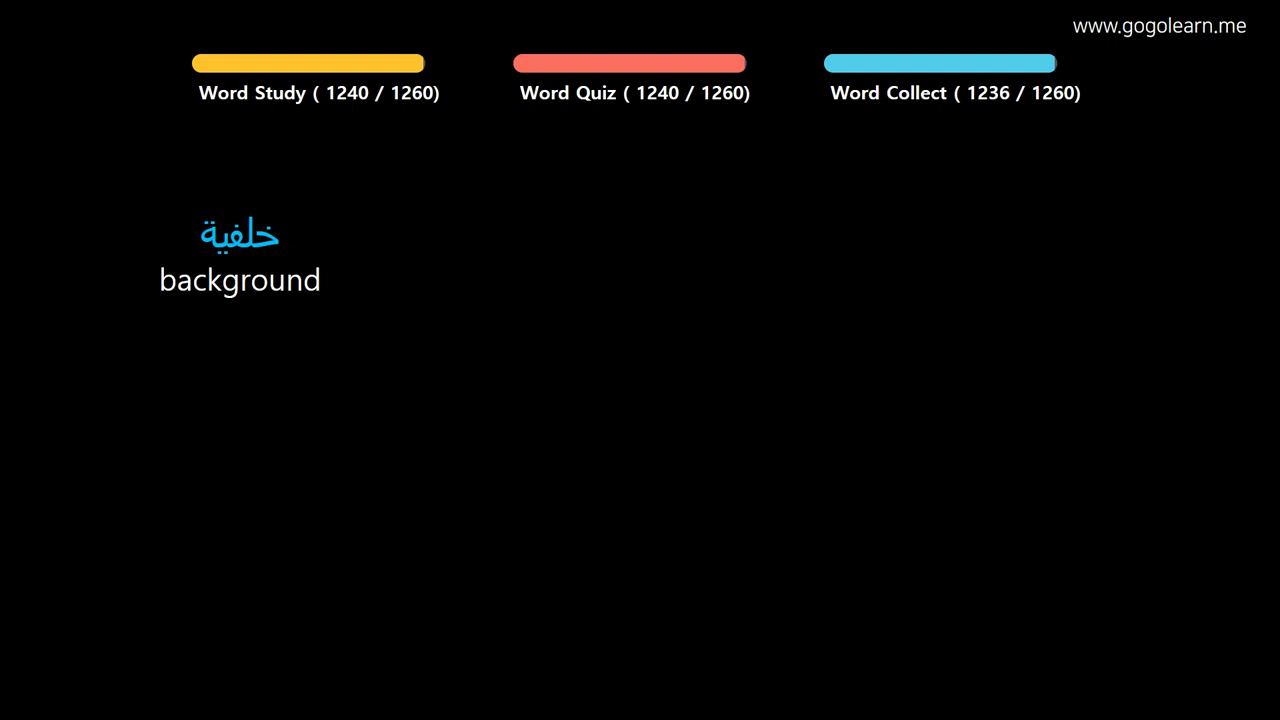 www.gogolearn.me
Word Study ( 1240 / 1260)
Word Quiz ( 1240 / 1260)
Word Collect ( 1236 / 1260)
خلفية
background